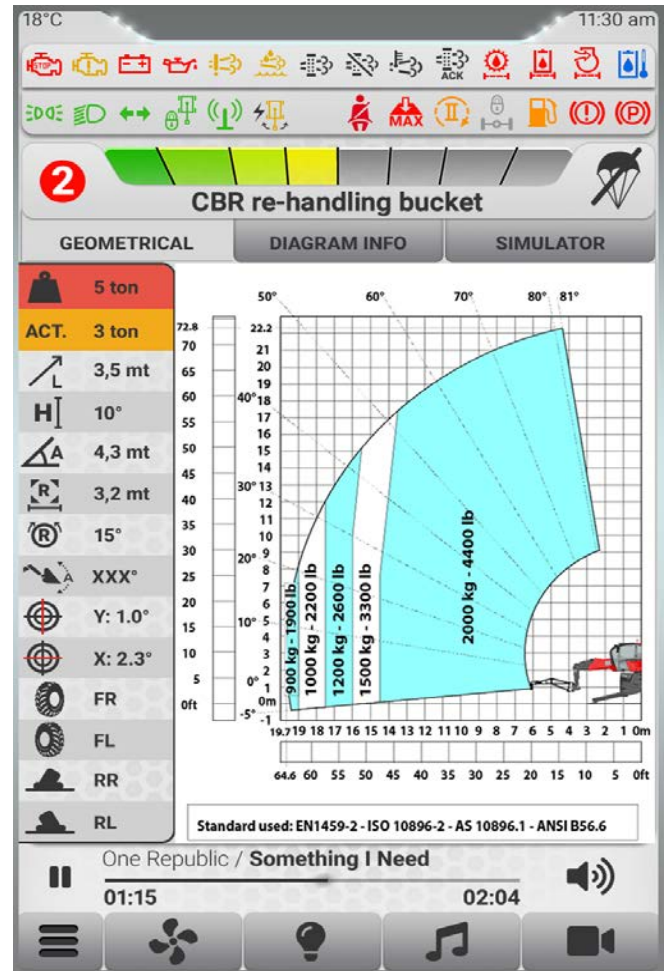 18°C 11:30 am
STOP
ACK
MAX
2
CBR re-handling bucket
GEOMETRICAL DIAGRAM INFO SIMULATOR
5 ton
ACT. 3 ton
L 3,5 mt
H 10°
A 4,3 mt
R 3,2 mt
R 15°
A XXX°
Y: 1.0°
X: 2.3°
FR
FL
RR
RL
50° 60° 70° 80° 81°
40°
30°
20°
10°
0°
-5°
72.8
70
65
60
55
50
45
40
35
30
25
20
15
10
5
0ft
22.2
21
20
19
18
17
16
15
14
13
12
11
10
9
8
7
6
5
4
3
2
1
0m
-1
900 kg - 1900 lb
1000 kg - 2200 lb
1200 kg - 2600 lb
1500 kg - 3300 lb
2000 kg - 4400 lb
19.7 19 18 17 16 15 14 13 12 11 10 9 8 7 6 5 4 3 2 1 0m
64.6 60 55 50 45 40 35 30 25 20 15 10 5 0ft
Standard used: EN1459-2 - ISO 10896-2 - AS 10896.1 - ANSI B56.6
One Republic / Something I Need
01:15 02:04